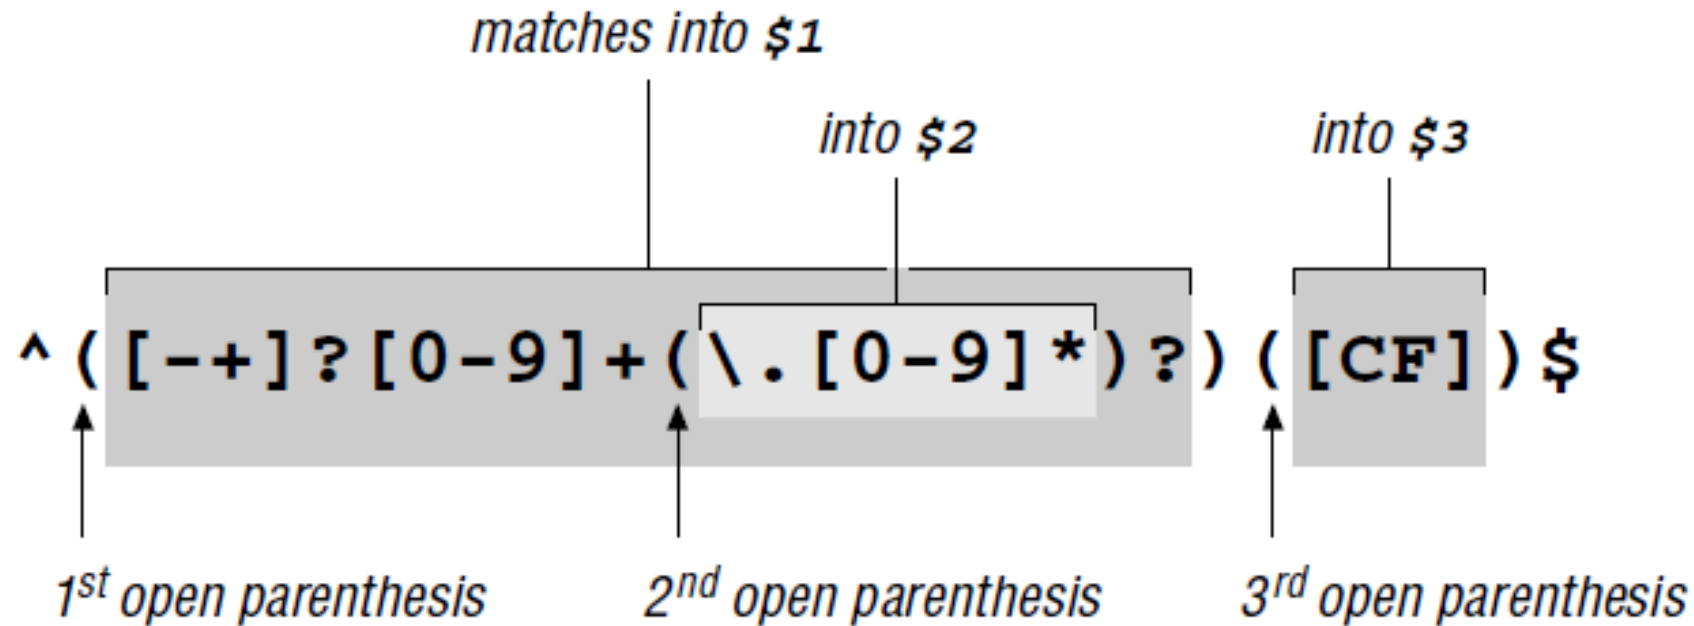 matches into $1
into $2 into $3
^([-+]?[0-9]+(\.[0-9]*)?)([CF])$
1st open parenthesis 2nd open parenthesis 3rd open parenthesis